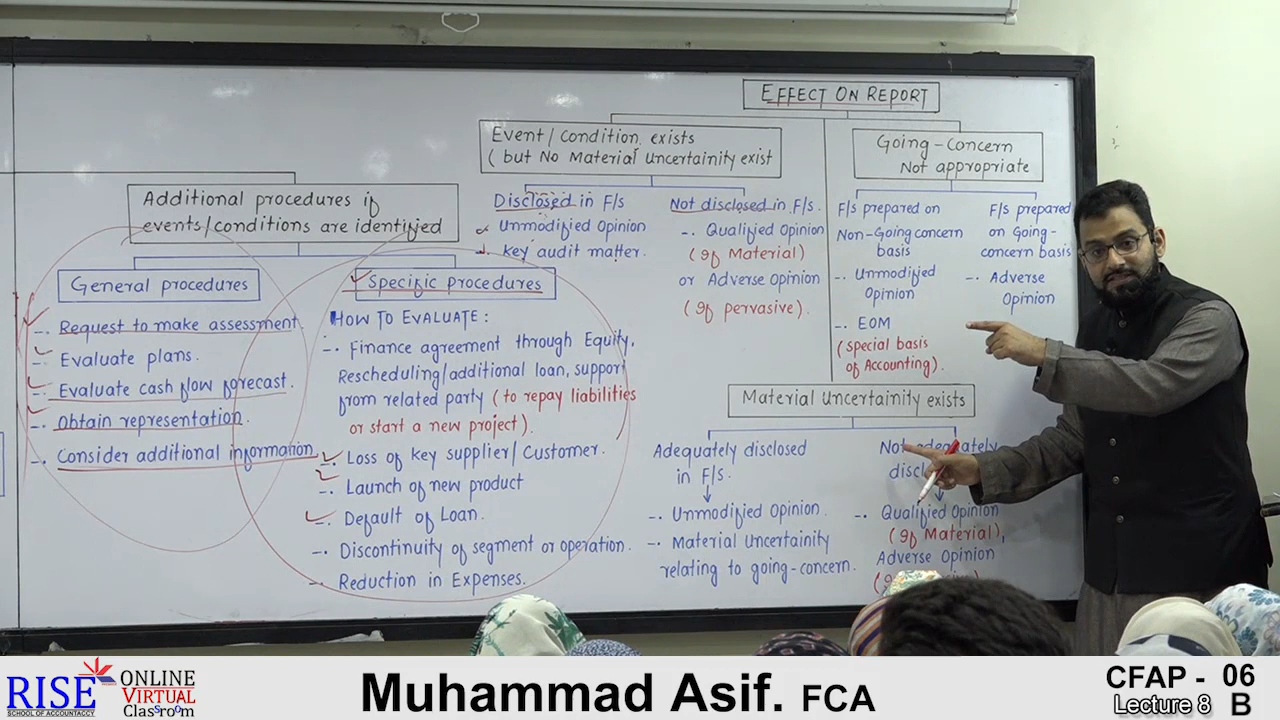 EFFECT ON REPORT
Event/Condition exists
(but No Material Uncertainity exist
Disclosed in F/s
Unmodified Opinion
Key audit matter.
Not disclosed in F/s.
-. Qualified Opinion
(If Material)
or Adverse Opinion
(If pervasive).
Going-Concern
Not appropriate
F/s prepared on
Non-Going concern
basis
-. Unmodified
Opinion
-. EOM
(special basis
of Accounting).
F/s prepared
on Going-
concern basis
-. Adverse
Opinion
Material Uncertainity exists
Adequately disclosed
in F/s.
-. Unmodified Opinion.
-. Material Uncertainity
relating to going-concern.
Not adequately
-. Qualified Opinion
(If Material),
Adverse Opinion
Additional procedures if
events/conditions are identified
General procedures
-. Request to make assessment.
-. Evaluate plans.
-. Evaluate cash flow forecast.
-. Obtain representation.
-. Consider additional information.
Specific procedures
HOW TO EVALUATE:
-. Finance agreement through Equity,
Rescheduling/additional loan, support
from related party (to repay liabilities
or start a new project).
-. Loss of key supplier/Customer.
-. Launch of new product
-. Default of Loan.
-. Discontinuity of segment or operation.
-. Reduction in Expenses.
RISE
SCHOOL OF ACCOUNTANCY
ONLINE
VIRTUAL
Classroom
Muhammad Asif. FCA
CFAP - 06
Lecture 8 B